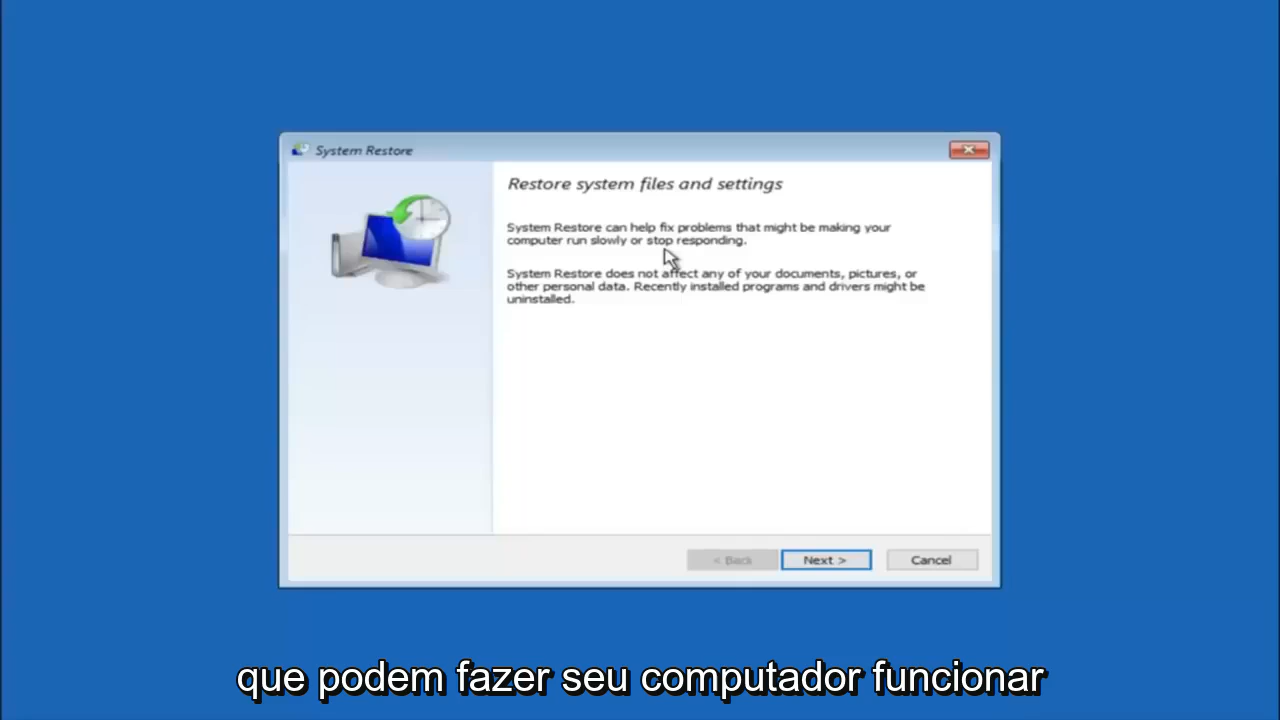 System Restore
Restore system files and settings
System Restore can help fix problems that might be making your
computer run slowly or stop responding.
System Restore does not affect any of your documents, pictures, or
other personal data. Recently installed programs and drivers might be
uninstalled.
< Back Next > Cancel
que podem fazer seu computador funcionar